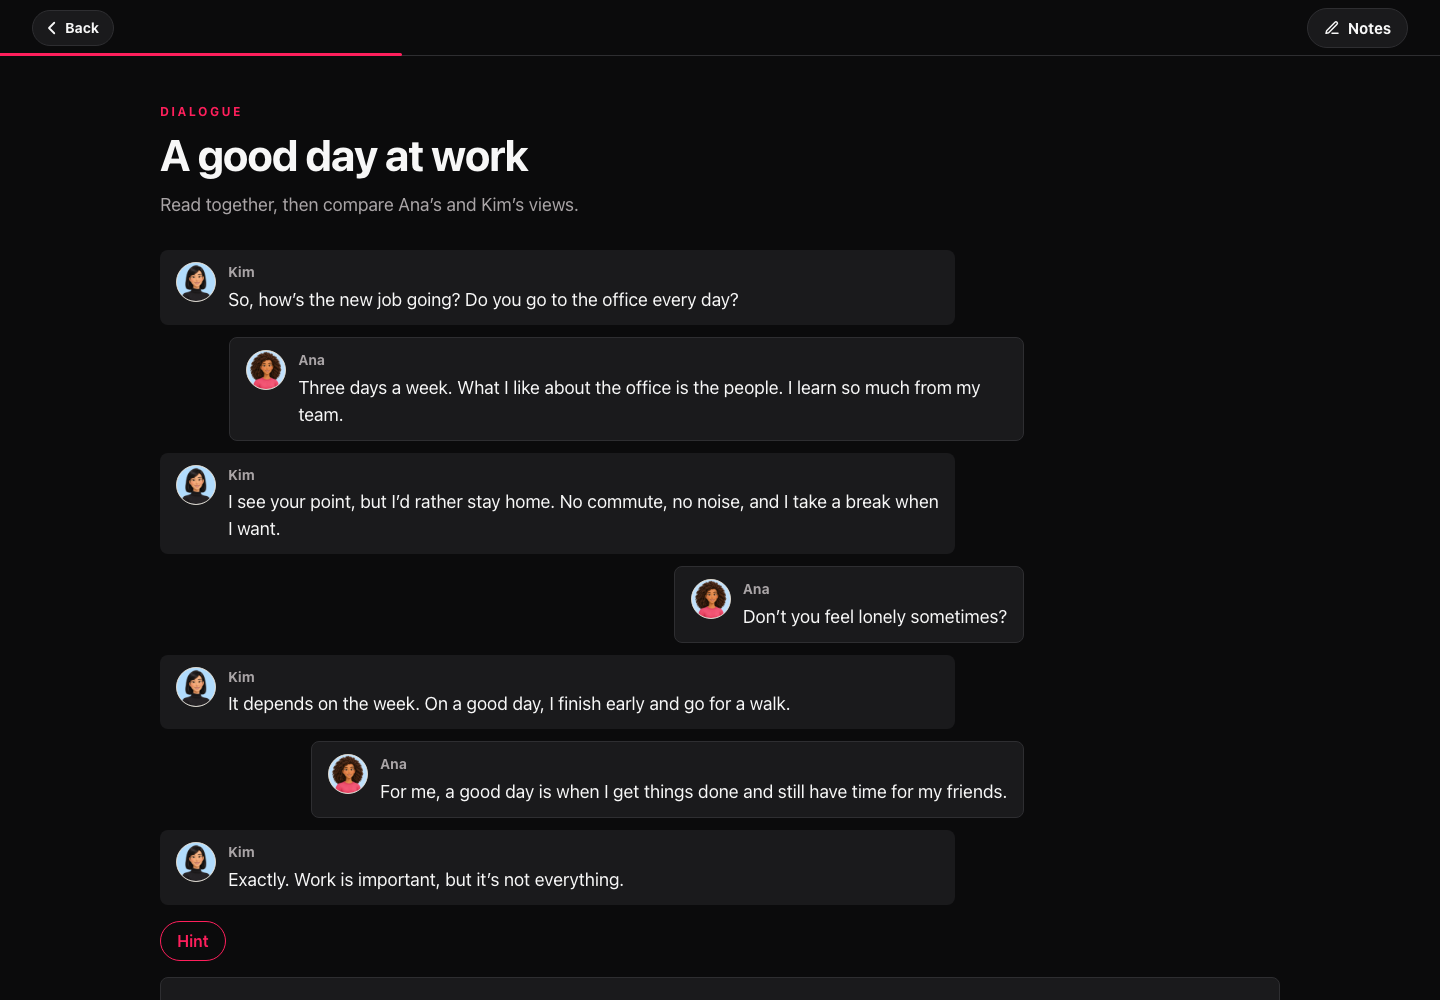 Back
Notes
DIALOGUE
A good day at work
Read together, then compare Ana’s and Kim’s views.
Kim
So, how’s the new job going? Do you go to the office every day?
Ana
Three days a week. What I like about the office is the people. I learn so much from my
team.
Kim
I see your point, but I’d rather stay home. No commute, no noise, and I take a break when
I want.
Ana
Don’t you feel lonely sometimes?
Kim
It depends on the week. On a good day, I finish early and go for a walk.
Ana
For me, a good day is when I get things done and still have time for my friends.
Kim
Exactly. Work is important, but it’s not everything.
Hint